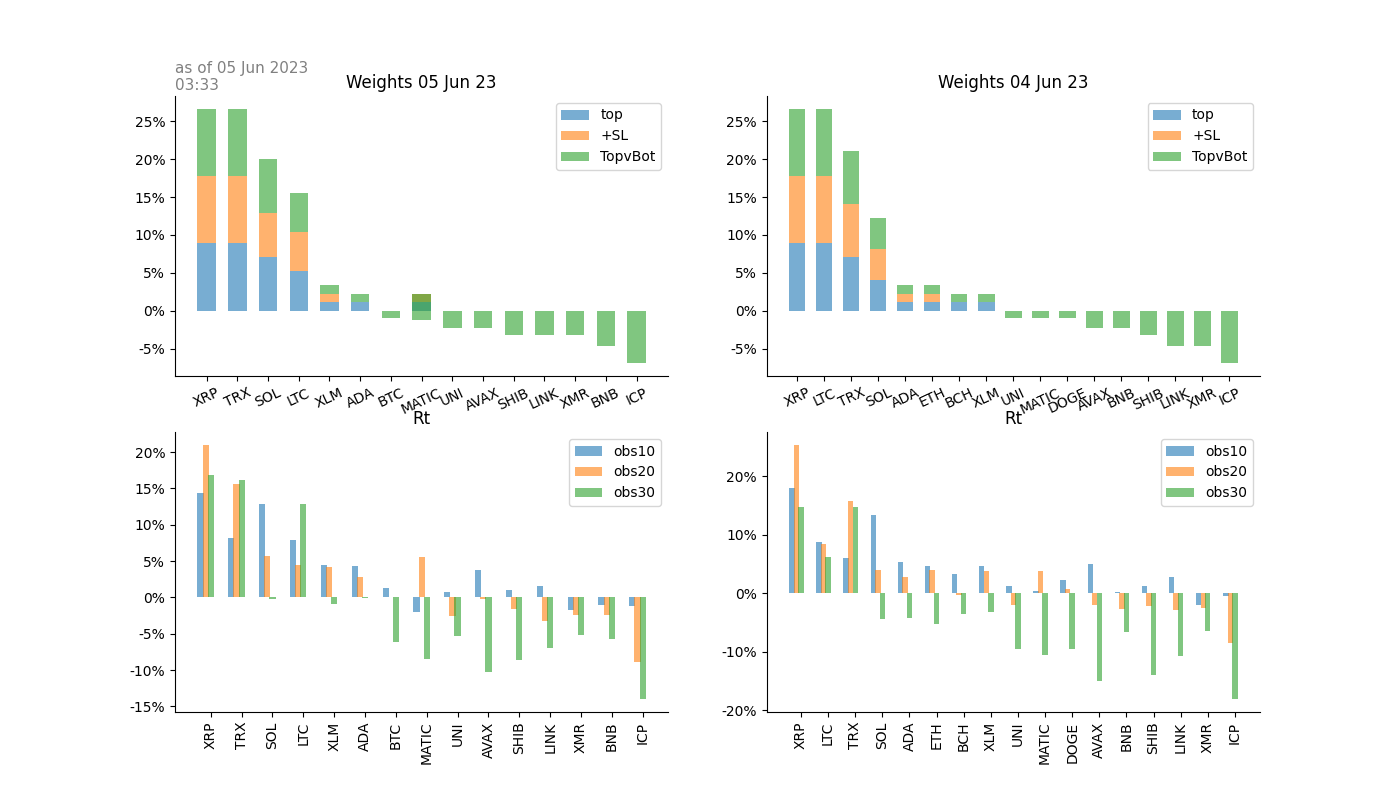 as of 05 Jun 2023
03:33
Weights 05 Jun 23
top
+SL
TopvBot
25%
20%
15%
10%
5%
0%
-5%
XRP TRX SOL LTC XLM ADA BTC MATIC UNI AVAX SHIB LINK XMR BNB ICP
Weights 04 Jun 23
top
+SL
TopvBot
25%
20%
15%
10%
5%
0%
-5%
XRP LTC TRX SOL ADA ETH BCH XLM UNI MATIC DOGE AVAX BNB SHIB LINK XMR ICP
Rt
obs10
obs20
obs30
20%
15%
10%
5%
0%
-5%
-10%
-15%
XRP TRX SOL LTC XLM ADA BTC MATIC UNI AVAX SHIB LINK XMR BNB ICP
Rt
obs10
obs20
obs30
20%
10%
0%
-10%
-20%
XRP LTC TRX SOL ADA ETH BCH XLM UNI MATIC DOGE AVAX BNB SHIB LINK XMR ICP